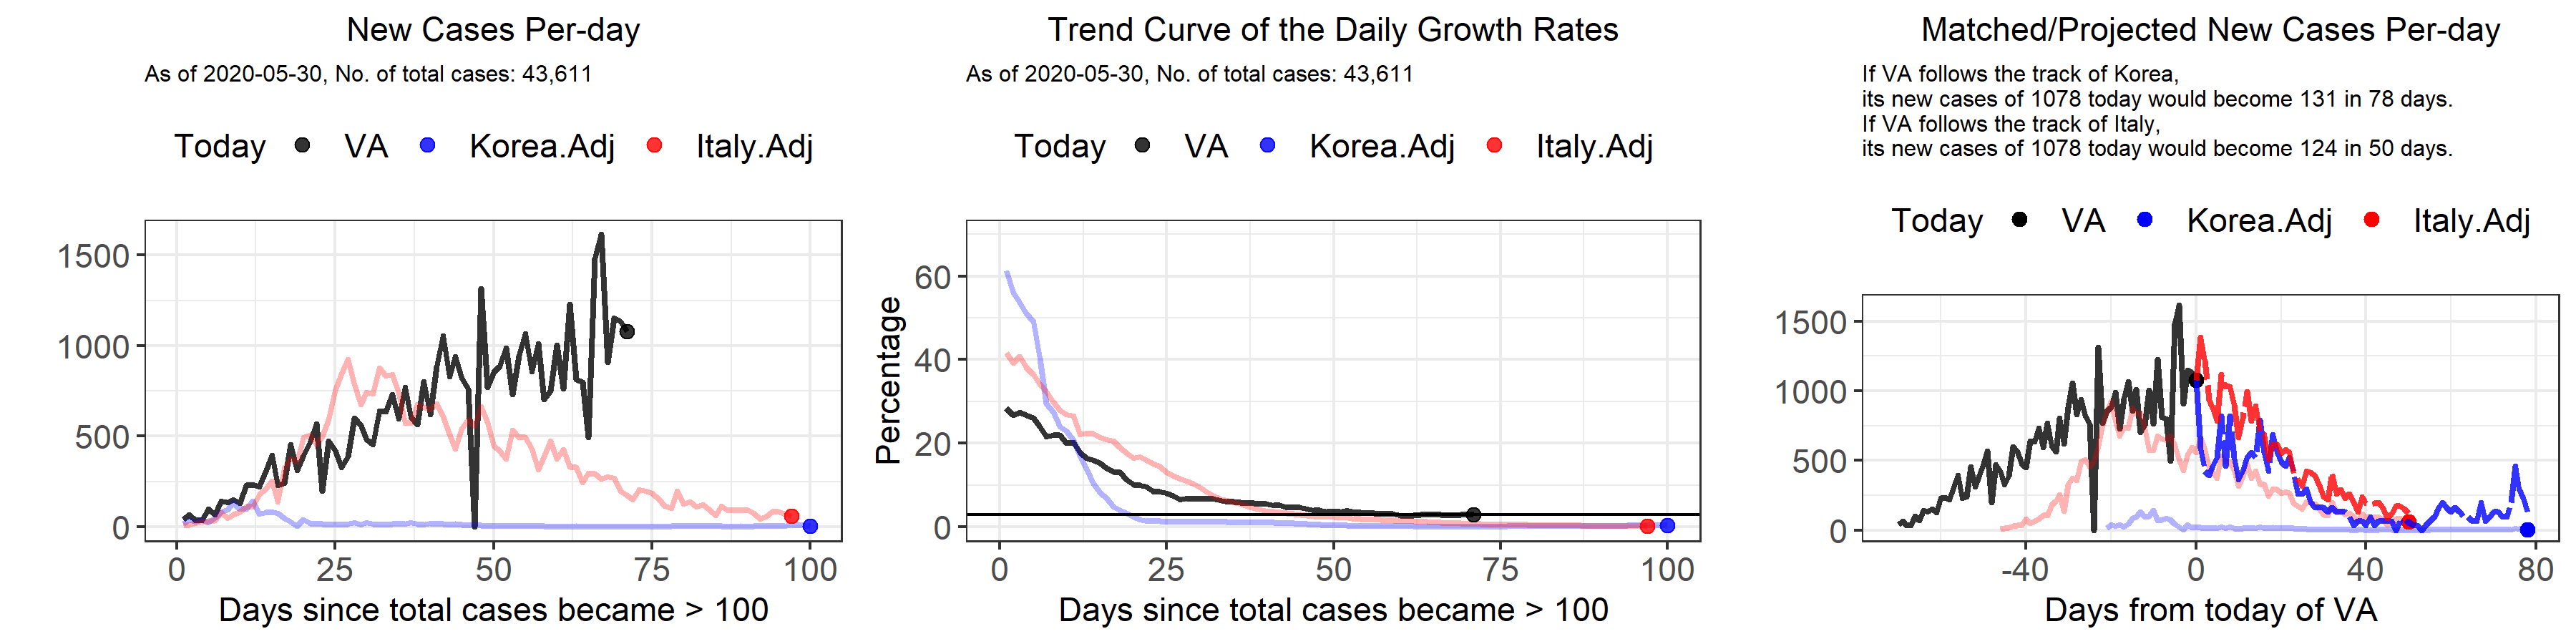 New Cases Per-day
As of 2020-05-30, No. of total cases: 43,611
Today VA Korea.Adj Italy.Adj
1500
1000
500
0
0 25 50 75 100
Days since total cases became > 100
Trend Curve of the Daily Growth Rates
As of 2020-05-30, No. of total cases: 43,611
Today VA Korea.Adj Italy.Adj
Percentage
60
40
20
0
0 25 50 75 100
Days since total cases became > 100
Matched/Projected New Cases Per-day
If VA follows the track of Korea,
its new cases of 1078 today would become 131 in 78 days.
If VA follows the track of Italy,
its new cases of 1078 today would become 124 in 50 days.
Today VA Korea.Adj Italy.Adj
1500
1000
500
0
-40 0 40 80
Days from today of VA